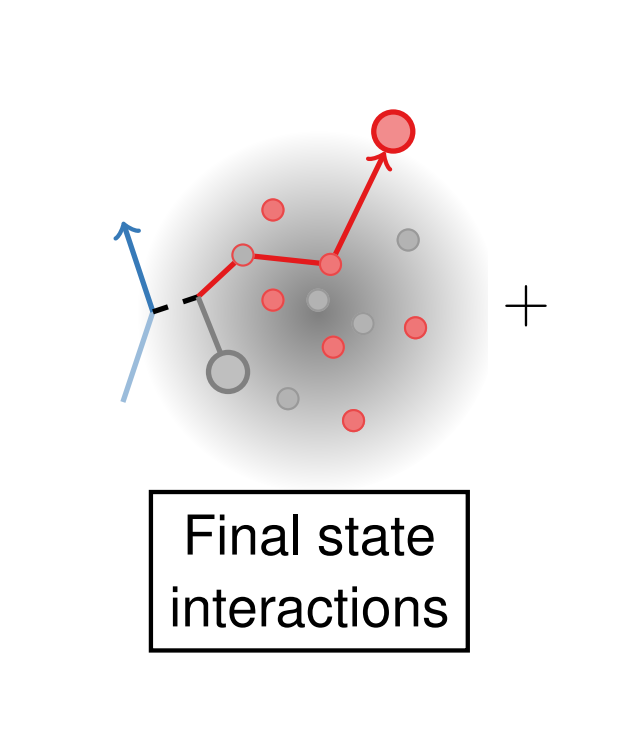 +
Final state
interactions